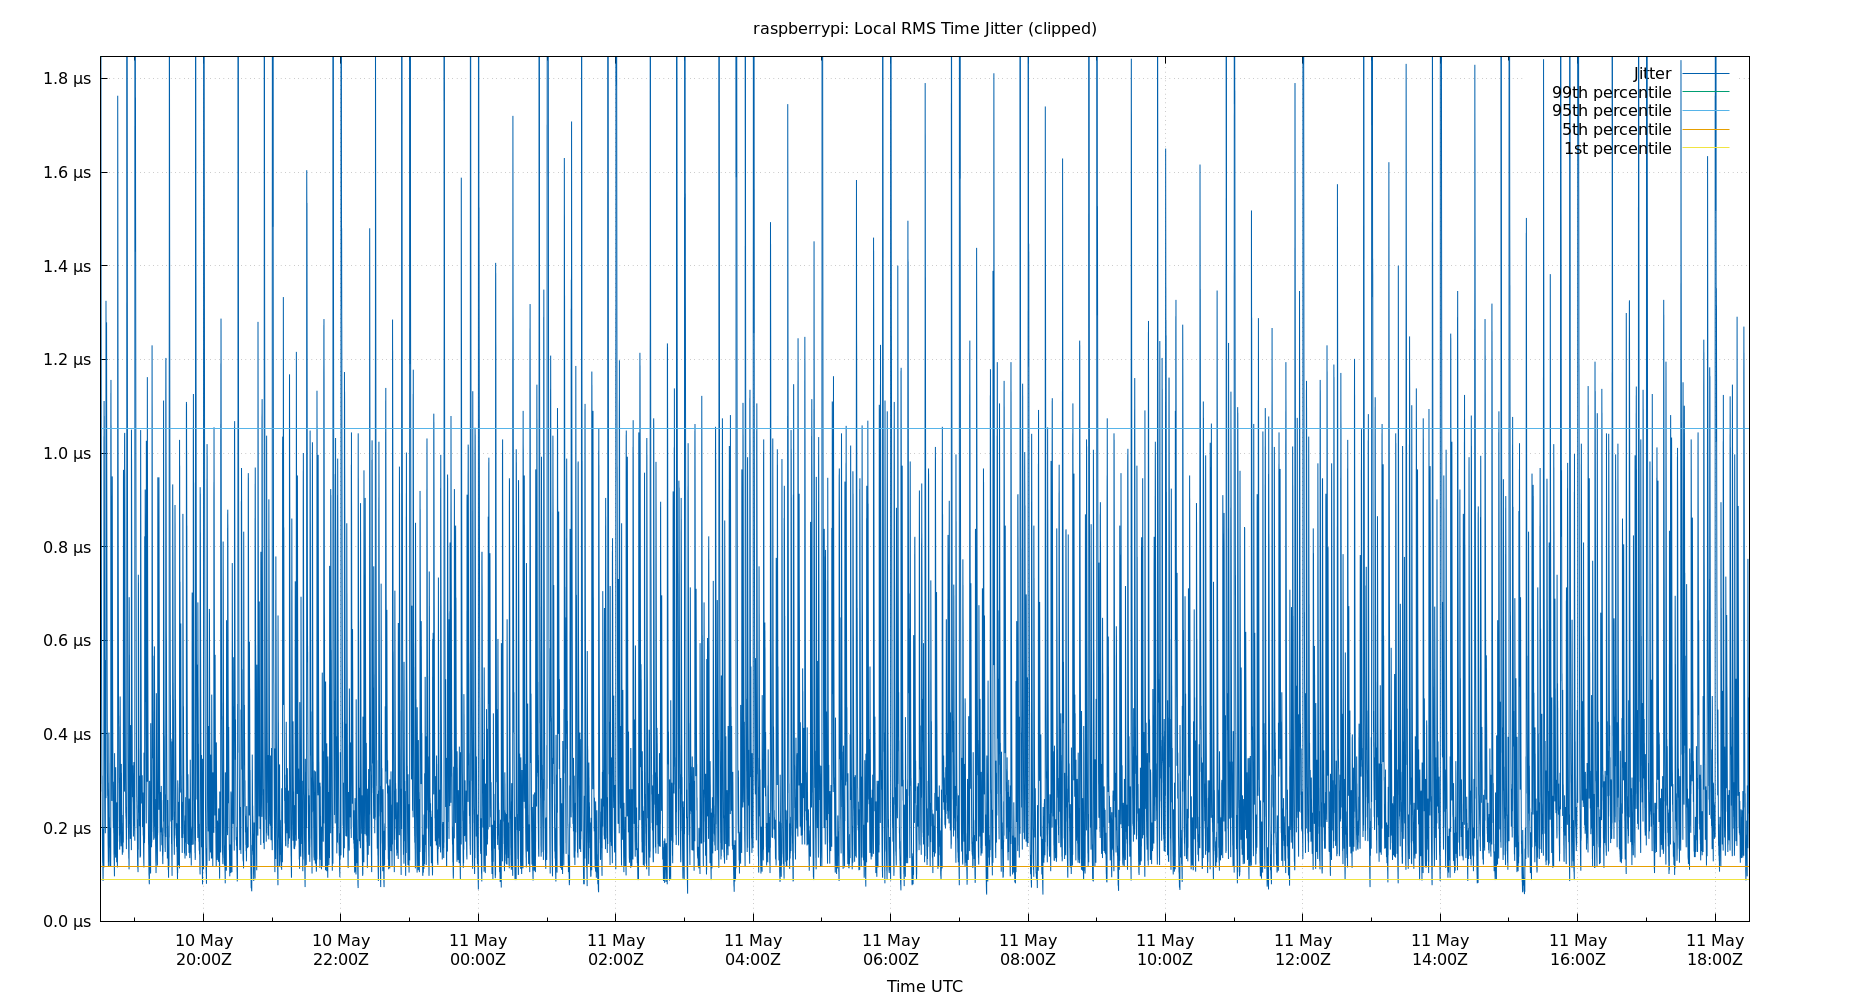 raspberrypi: Local RMS Time Jitter (clipped)
1.8 µs
1.6 µs
1.4 µs
1.2 µs
1.0 µs
0.8 µs
0.6 µs
0.4 µs
0.2 µs
0.0 µs
Jitter
99th percentile
95th percentile
5th percentile
1st percentile
10 May 10 May 11 May 11 May 11 May 11 May 11 May 11 May 11 May 11 May 11 May 11 May
20:00Z 22:00Z 00:00Z 02:00Z 04:00Z 06:00Z 08:00Z 10:00Z 12:00Z 14:00Z 16:00Z 18:00Z
Time UTC